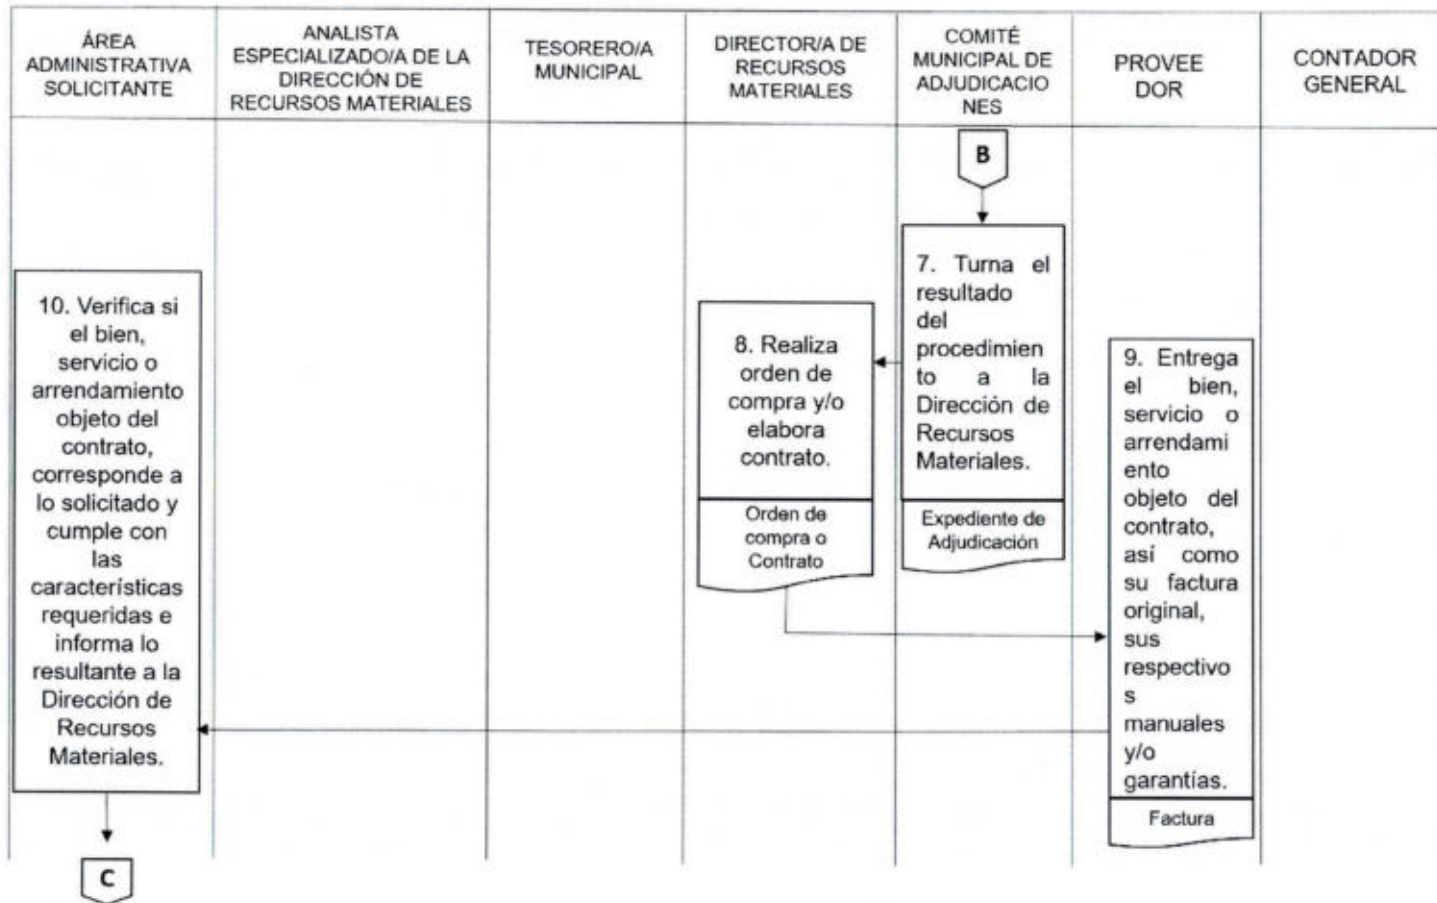 ÁREA
ADMINISTRATIVA
SOLICITANTE
ANALISTA
ESPECIALIZADO/A DE LA
DIRECCIÓN DE
RECURSOS MATERIALES
TESORERO/A
MUNICIPAL
DIRECTOR/A DE
RECURSOS
MATERIALES
COMITÉ
MUNICIPAL DE
ADJUDICACIO
NES
PROVEE
DOR
CONTADOR
GENERAL
B
7. Turna el
resultado
del
procedimien
to a la
Dirección de
Recursos
Materiales.
Expediente de
Adjudicación
8. Realiza
orden de
compra y/o
elabora
contrato.
Orden de
compra o
Contrato
9. Entrega
el bien,
servicio o
arrendami
ento
objeto del
contrato,
así como
su factura
original,
sus
respectivo
s
manuales
y/o
garantías.
Factura
10. Verifica si
el bien,
servicio o
arrendamiento
objeto del
contrato,
corresponde a
lo solicitado y
cumple con
las
características
requeridas e
informa lo
resultante a la
Dirección de
Recursos
Materiales.
C